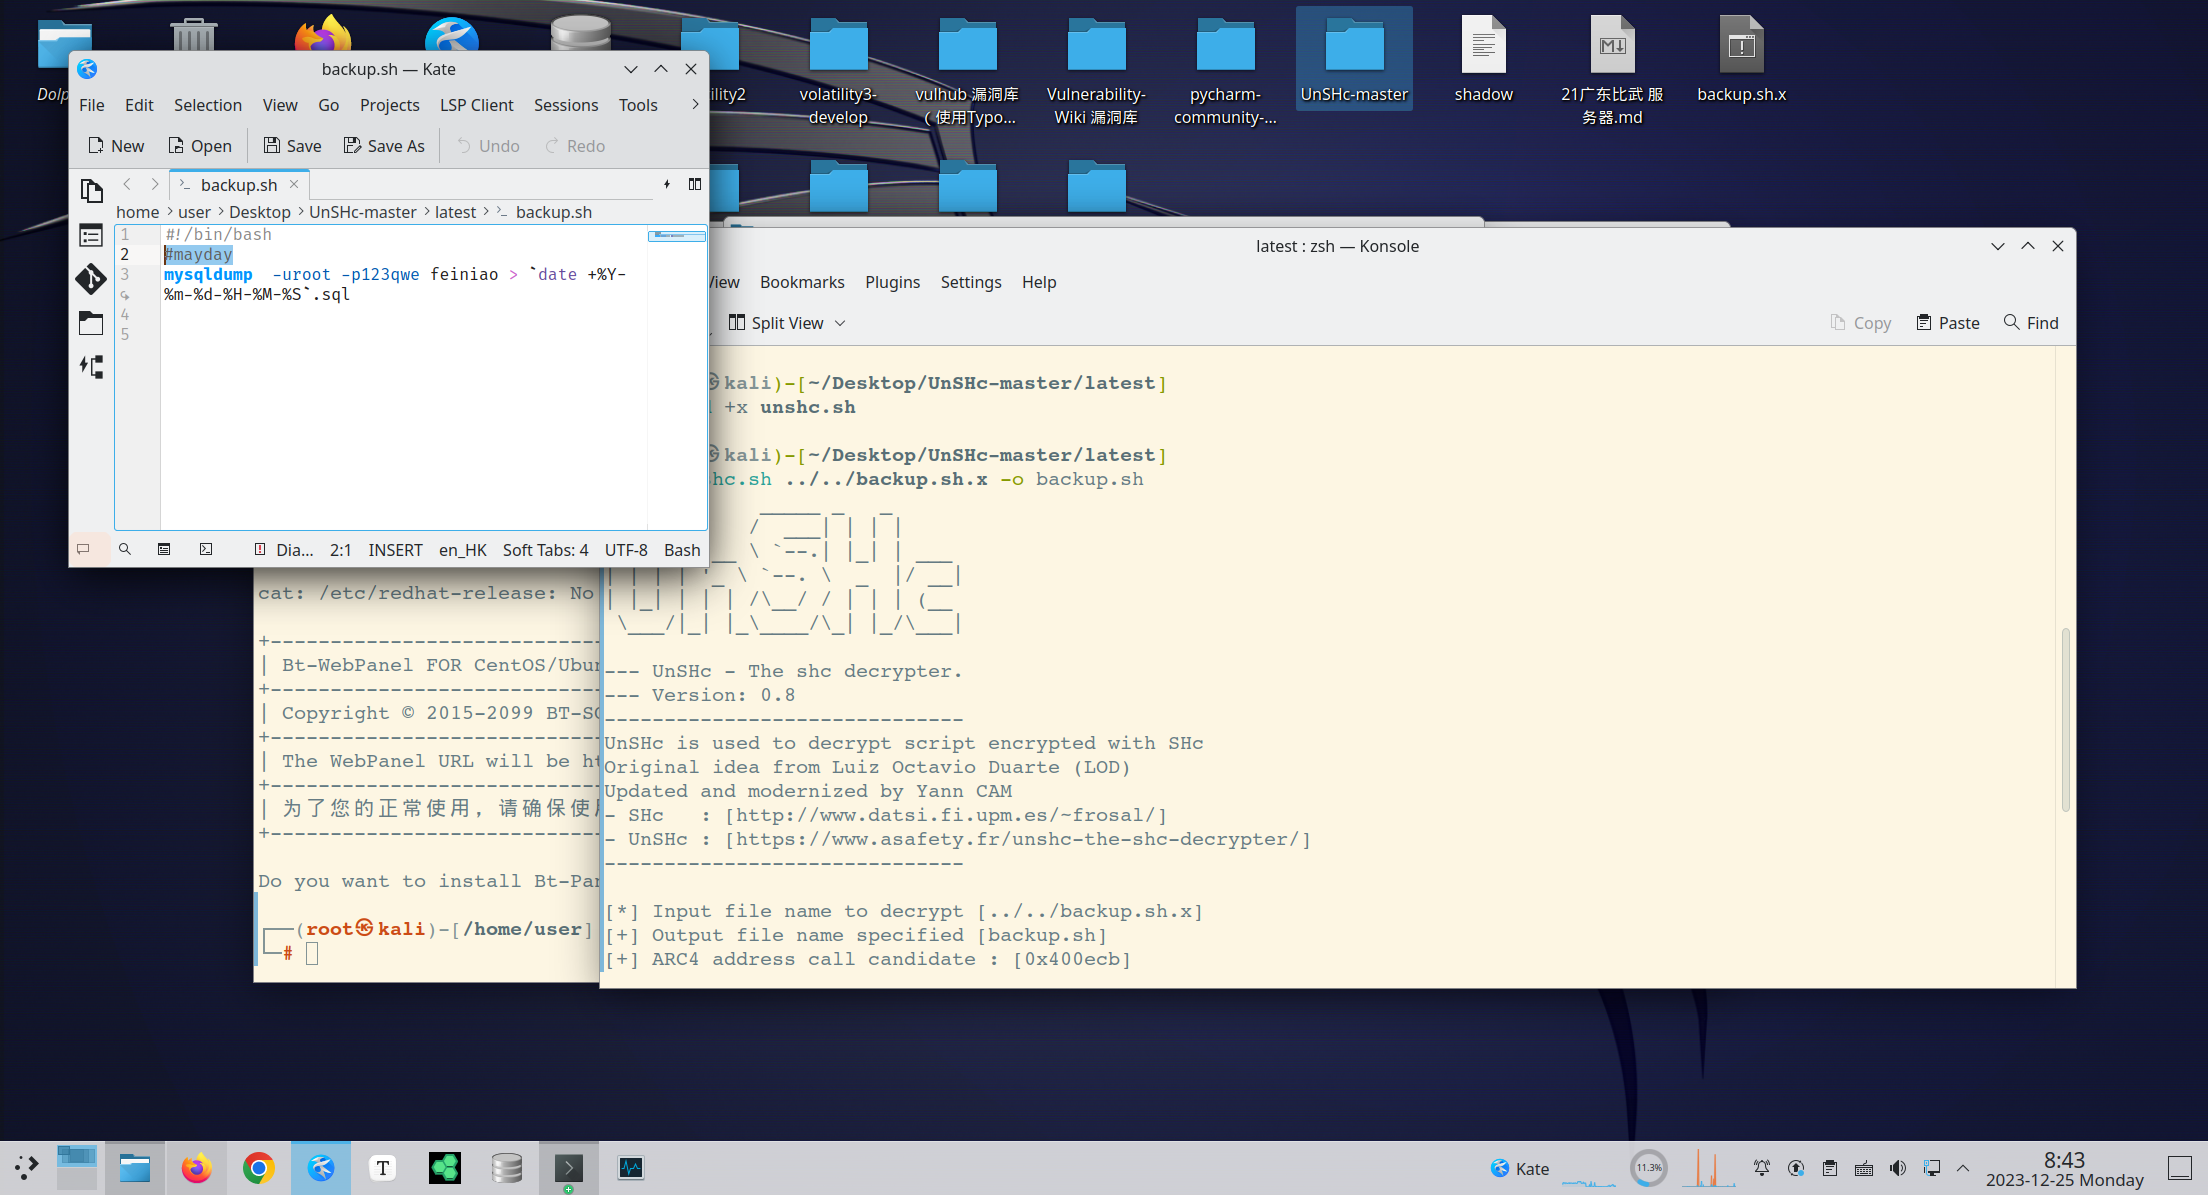 Dolp
ility2
volatility3-
develop
vulhub 漏洞库
（使用Typo...
Vulnerability-
Wiki 漏洞库
pycharm-
community-...
UnSHc-master
shadow
21广东比武 服
务器.md
backup.sh.x
backup.sh — Kate
File Edit Selection View Go Projects LSP Client Sessions Tools
New Open Save Save As Undo Redo
backup.sh
home > user > Desktop > UnSHc-master > latest > backup.sh
1 #!/bin/bash
2 #mayday
3 mysqldump  -uroot -p123qwe feiniao > `date +%Y-
%m-%d-%H-%M-%S`.sql
4
5
Dia... 2:1 INSERT en_HK Soft Tabs: 4 UTF-8 Bash
latest : zsh — Konsole
View Bookmarks Plugins Settings Help
Split View Copy Paste Find
kali)-[~/Desktop/UnSHc-master/latest]
+x unshc.sh
kali)-[~/Desktop/UnSHc-master/latest]
hc.sh ../../backup.sh.x -o backup.sh
--- UnSHc - The shc decrypter.
--- Version: 0.8
------------------------------
UnSHc is used to decrypt script encrypted with SHc
Original idea from Luiz Octavio Duarte (LOD)
Updated and modernized by Yann CAM
- SHc   : [http://www.datsi.fi.upm.es/~frosal/]
- UnSHc : [https://www.asafety.fr/unshc-the-shc-decrypter/]
------------------------------
[*] Input file name to decrypt [../../backup.sh.x]
[+] Output file name specified [backup.sh]
[+] ARC4 address call candidate : [0x400ecb]
cat: /etc/redhat-release: No
+----------------------------
| Bt-WebPanel FOR CentOS/Ubun
+----------------------------
| Copyright © 2015-2099 BT-SO
+----------------------------
| The WebPanel URL will be ht
+----------------------------
| 为了您的正常使用，请确保使
+----------------------------
Do you want to install Bt-Pan
(root㉿kali)-[/home/user]
#
Kate
11.3%
8:43
2023-12-25 Monday